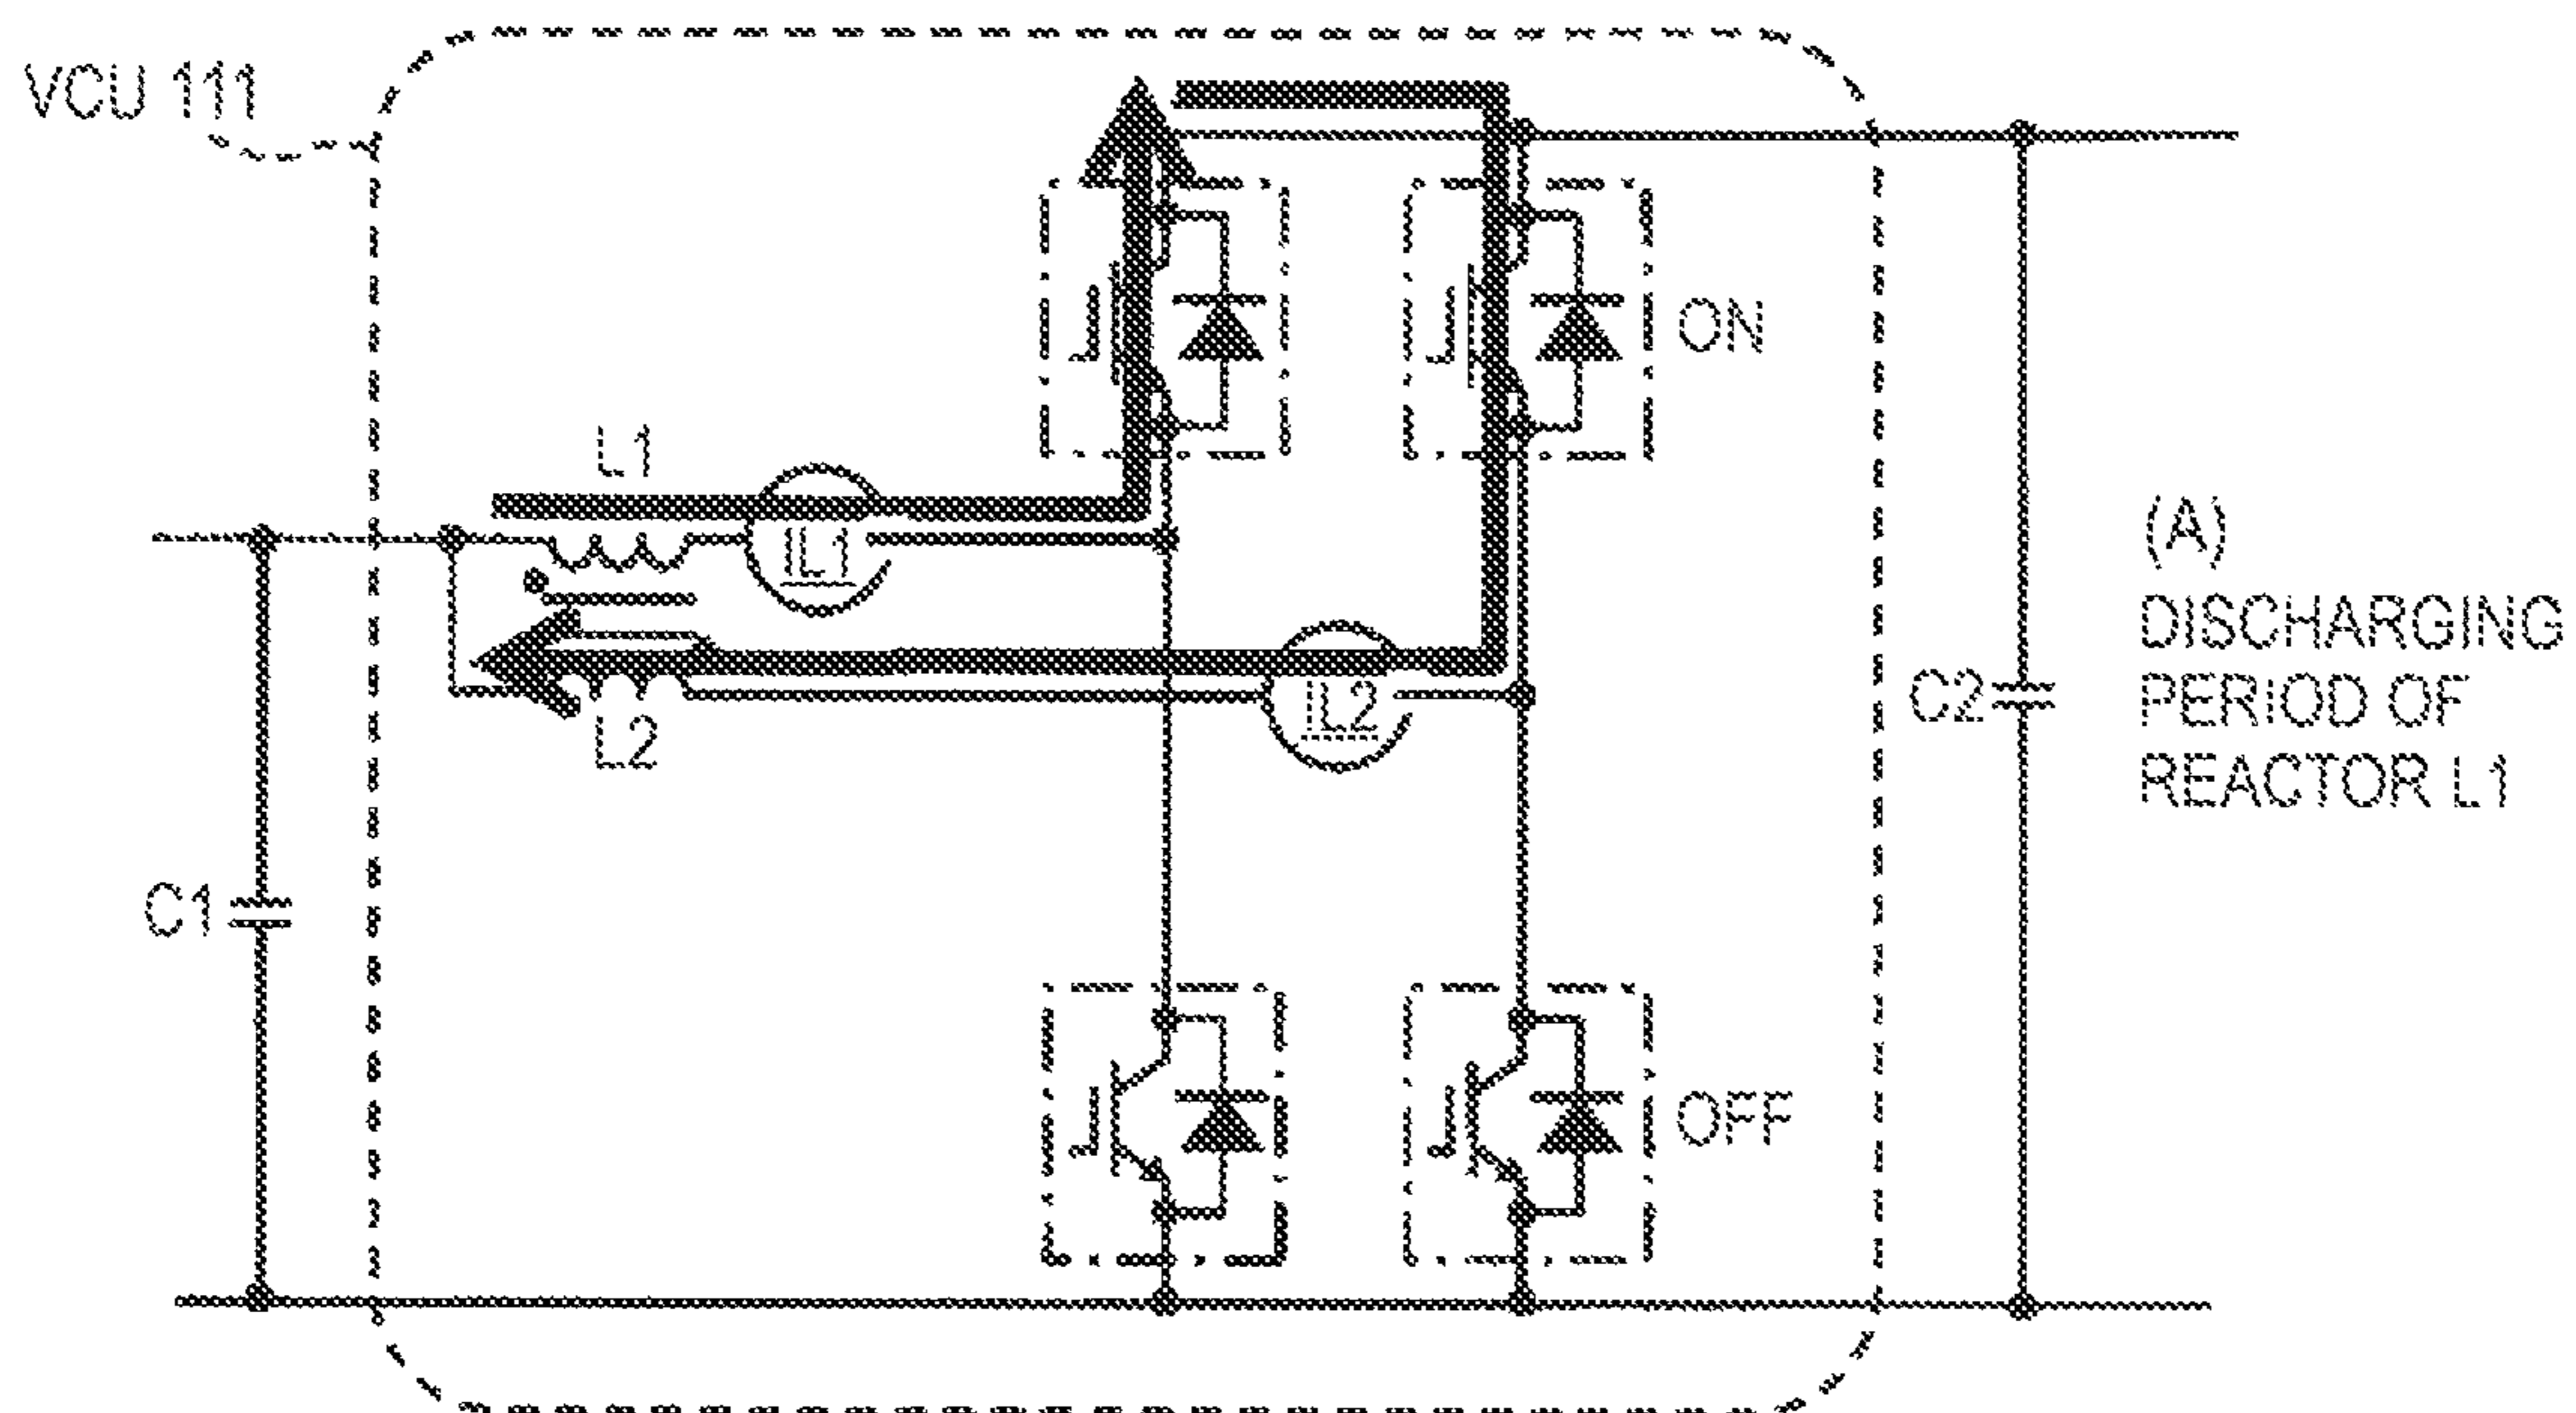 VCU 111
ON
L1
IL1
IL2
L2
C2
(A)
DISCHARGING
PERIOD OF
REACTOR L1
C1
OFF